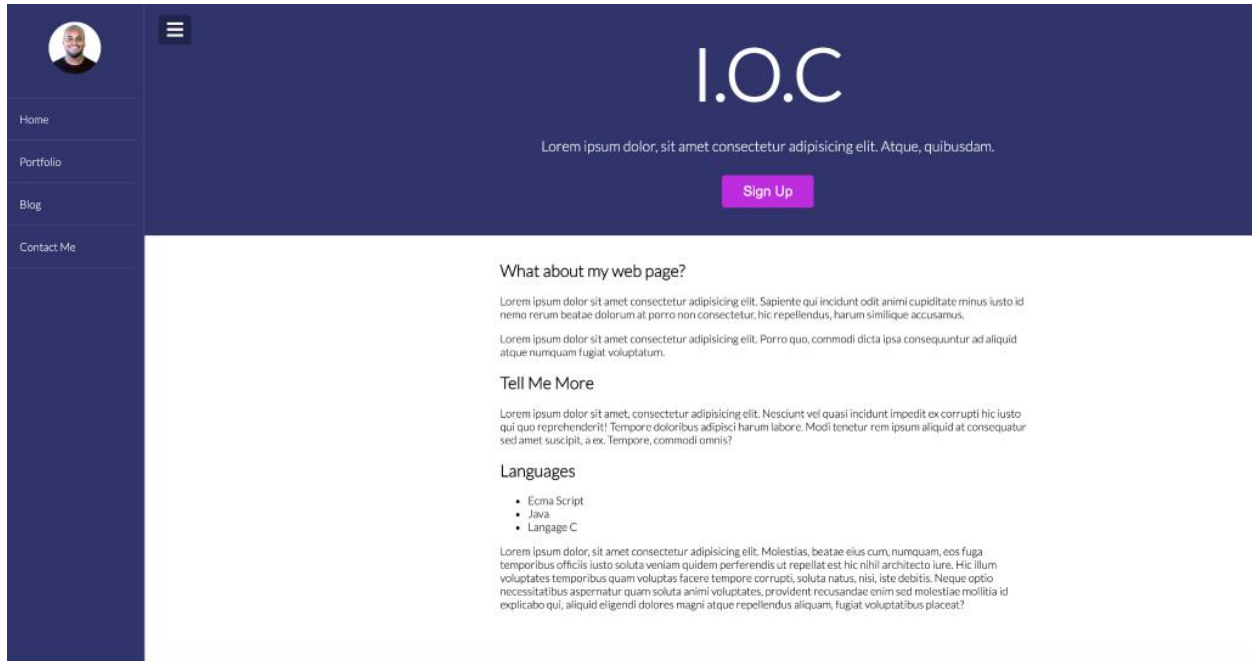 Home
Portfolio
Blog
Contact Me
I.O.C
Lorem ipsum dolor, sit amet consectetur adipisicing elit. Atque, quibusdam.
Sign Up
What about my web page?
Lorem ipsum dolor sit amet consectetur adipisicing elit. Sapiente qui incidunt odit animi cupiditate minus iusto id
nemo rerum beatae dolorum at porro non consectetur, hic repellendus, harum similique accusamus.
Lorem ipsum dolor sit amet consectetur adipisicing elit. Porro quo, commodi dicta ipsa consequuntur ad aliquid
atque numquam fugiat voluptatum.
Tell Me More
Lorem ipsum dolor sit amet, consectetur adipisicing elit. Nesciunt vel quasi incidunt impedit ex corrupti hic iusto
qui quo reprehenderit! Tempore doloribus adipisci harum labore. Modi tenetur rem ipsum aliquid at consequatur
sed amet suscipit, a ex. Tempore, commodi omnis?
Languages
• Ecma Script
• Java
• Langage C
Lorem ipsum dolor, sit amet consectetur adipisicing elit. Molestias, beatae eius cum, numquam, eos fuga
temporibus officiis iusto soluta veniam quidem perferendis ut repellat est hic nihil architecto iure. Hic illum
voluptates temporibus quam voluptas facere tempore corrupti, soluta natus, nisi, iste debitis. Neque optio
necessitatibus aspernatur quam soluta animi voluptates, provident recusandae enim sed molestiae mollitia id
explicabo qui, aliquid eligendi dolores magni atque repellendus aliquam, fugiat voluptatibus placeat?